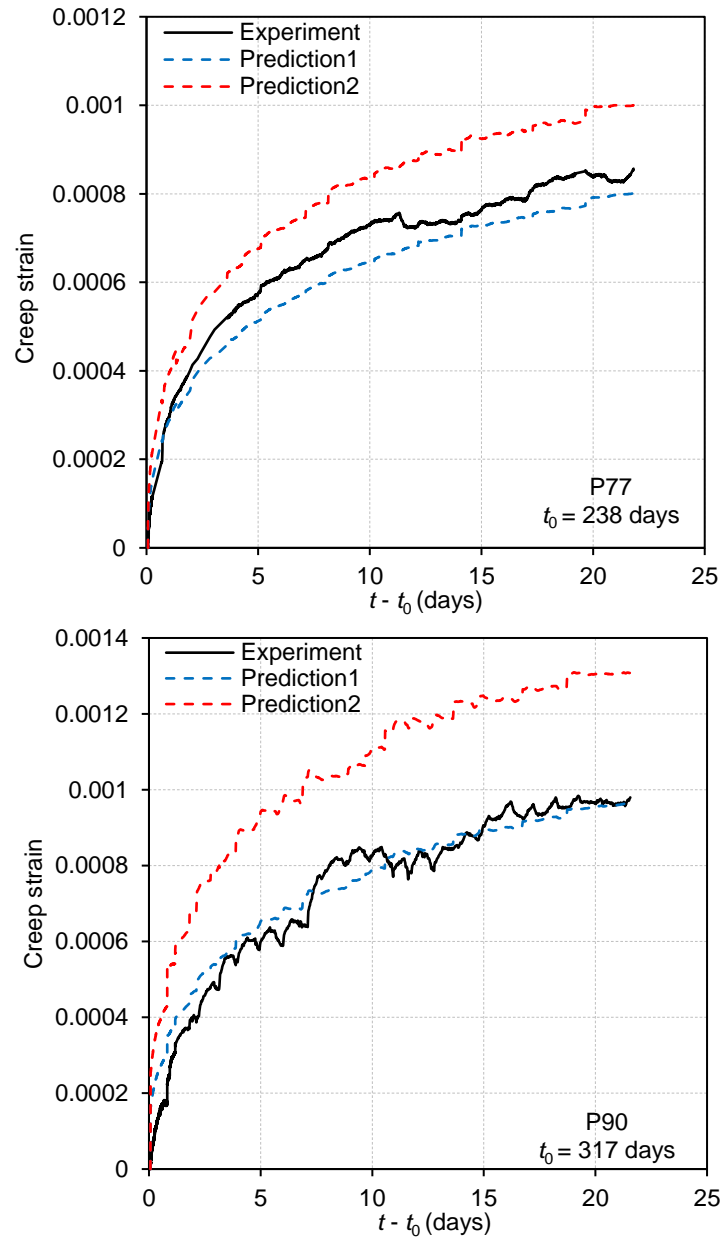 0.0012
Experiment
Prediction1
Prediction2
0.001
0.0008
0.0006
0.0004
0.0002
0
Creep strain
P77
t0 = 238 days
0 5 10 15 20 25
t - t0 (days)
0.0014
Experiment
Prediction1
Prediction2
0.0012
0.001
0.0008
0.0006
0.0004
0.0002
0
Creep strain
P90
t0 = 317 days
0 5 10 15 20 25
t - t0 (days)